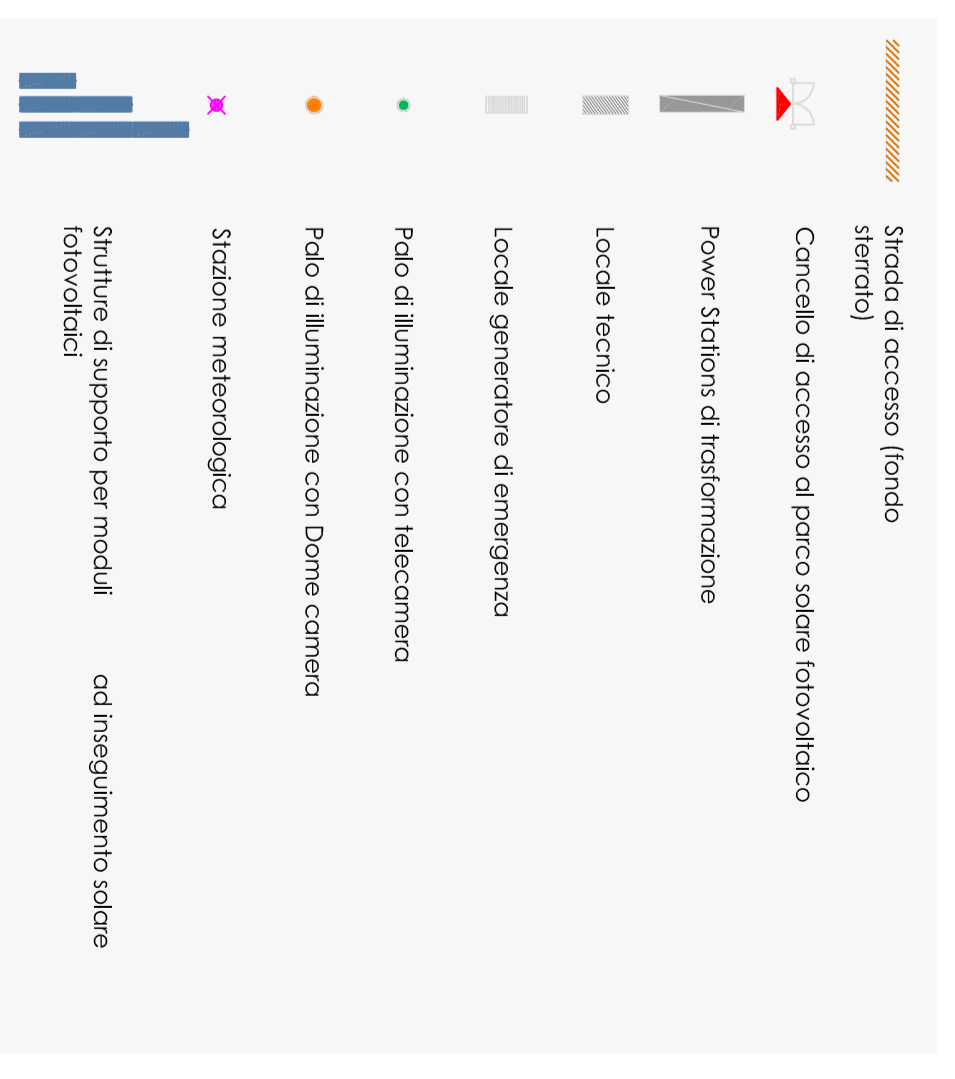 Strada di accesso (fondo
sterrato)
Cancello di accesso al parco solare fotovoltaico
Power Stations di trasformazione
Locale tecnico
Locale generatore di emergenza
Palo di illuminazione con telecamera
Palo di illuminazione con Dome camera
Stazione meteorologica
Strutture di supporto per moduli ad inseguimento solare
fotovoltaici